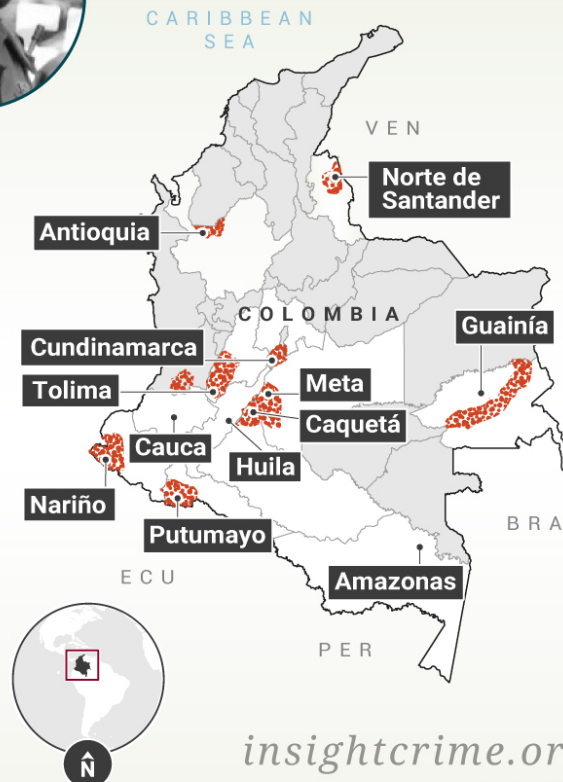 CARIBBEAN
SEA
VEN
Norte de
Santander
Antioquia
COLOMBIA
Guainía
Cundinamarca
Tolima
Meta
Caquetá
Cauca
Huila
Nariño
Putumayo
BRA
ECU
Amazonas
PER
N
insightcrime.or